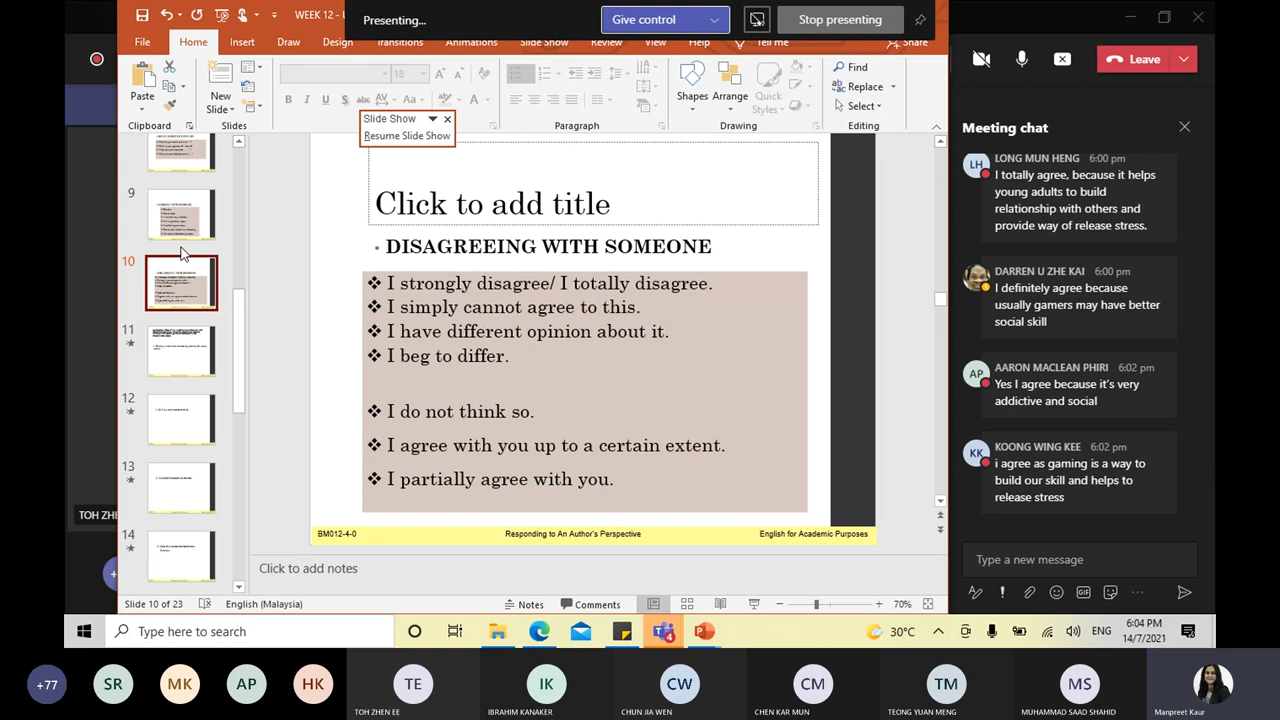 WEEK 12 - U
Presenting...
Give control
Stop presenting
File
Home
Insert
Draw
Design
Transitions
Animations
Slide Show
Review
View
Help
Tell me
Share
Leave
Paste
New
Slide
18
B I U S abc AV Aa A
Shapes
Arrange
Quick
Styles
Find
Replace
Select
Clipboard
Slides
Paragraph
Drawing
Editing
Slide Show
Resume Slide Show
9
10
11
12
13
14
Click to add title
• DISAGREEING WITH SOMEONE
❖ I strongly disagree/ I totally disagree.
❖ I simply cannot agree to this.
❖ I have different opinion about it.
❖ I beg to differ.
❖ I do not think so.
❖ I agree with you up to a certain extent.
❖ I partially agree with you.
BM012-4-0
Responding to An Author's Perspective
English for Academic Purposes
Click to add notes
Slide 10 of 23
English (Malaysia)
Notes
Comments
70%
Meeting chat
LH
LONG MUN HENG 6:00 pm
I totally agree, because it helps
young adults to build
relationship with others and
provide way of release stress.
6:00 pm
I definitely agree because
usually gamers may have better
social skill
AP
AARON MACLEAN PHIRI 6:02 pm
Yes I agree because it's very
addictive and social
KK
KOONG WING KEE 6:02 pm
i agree as gaming is a way to
build our skill and helps to
release stress
Type a new message
GIF
TOH ZH
Type here to search
4
30°C
ENG
6:04 PM
14/7/2021
+77
SR
MK
AP
HK
TE
TOH ZHEN EE
IK
IBRAHIM KANAKER
CW
CHUN JIA WEN
CM
CHEN KAR MUN
TM
TEONG YUAN MENG
MS
MUHAMMAD SAAD SHAHID
Manpreet Kaur